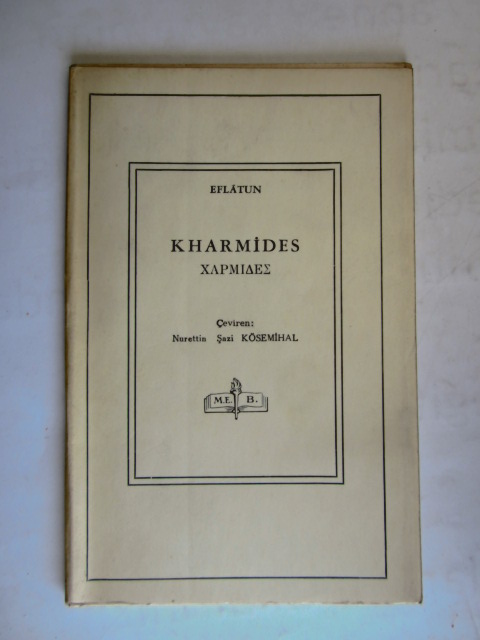 EFLÂTUN
KHARMİDES
ΧΑΡΜΙΔΕΣ
Çeviren:
Nurettin Şazi KÖSEMİHAL
M.E. B.